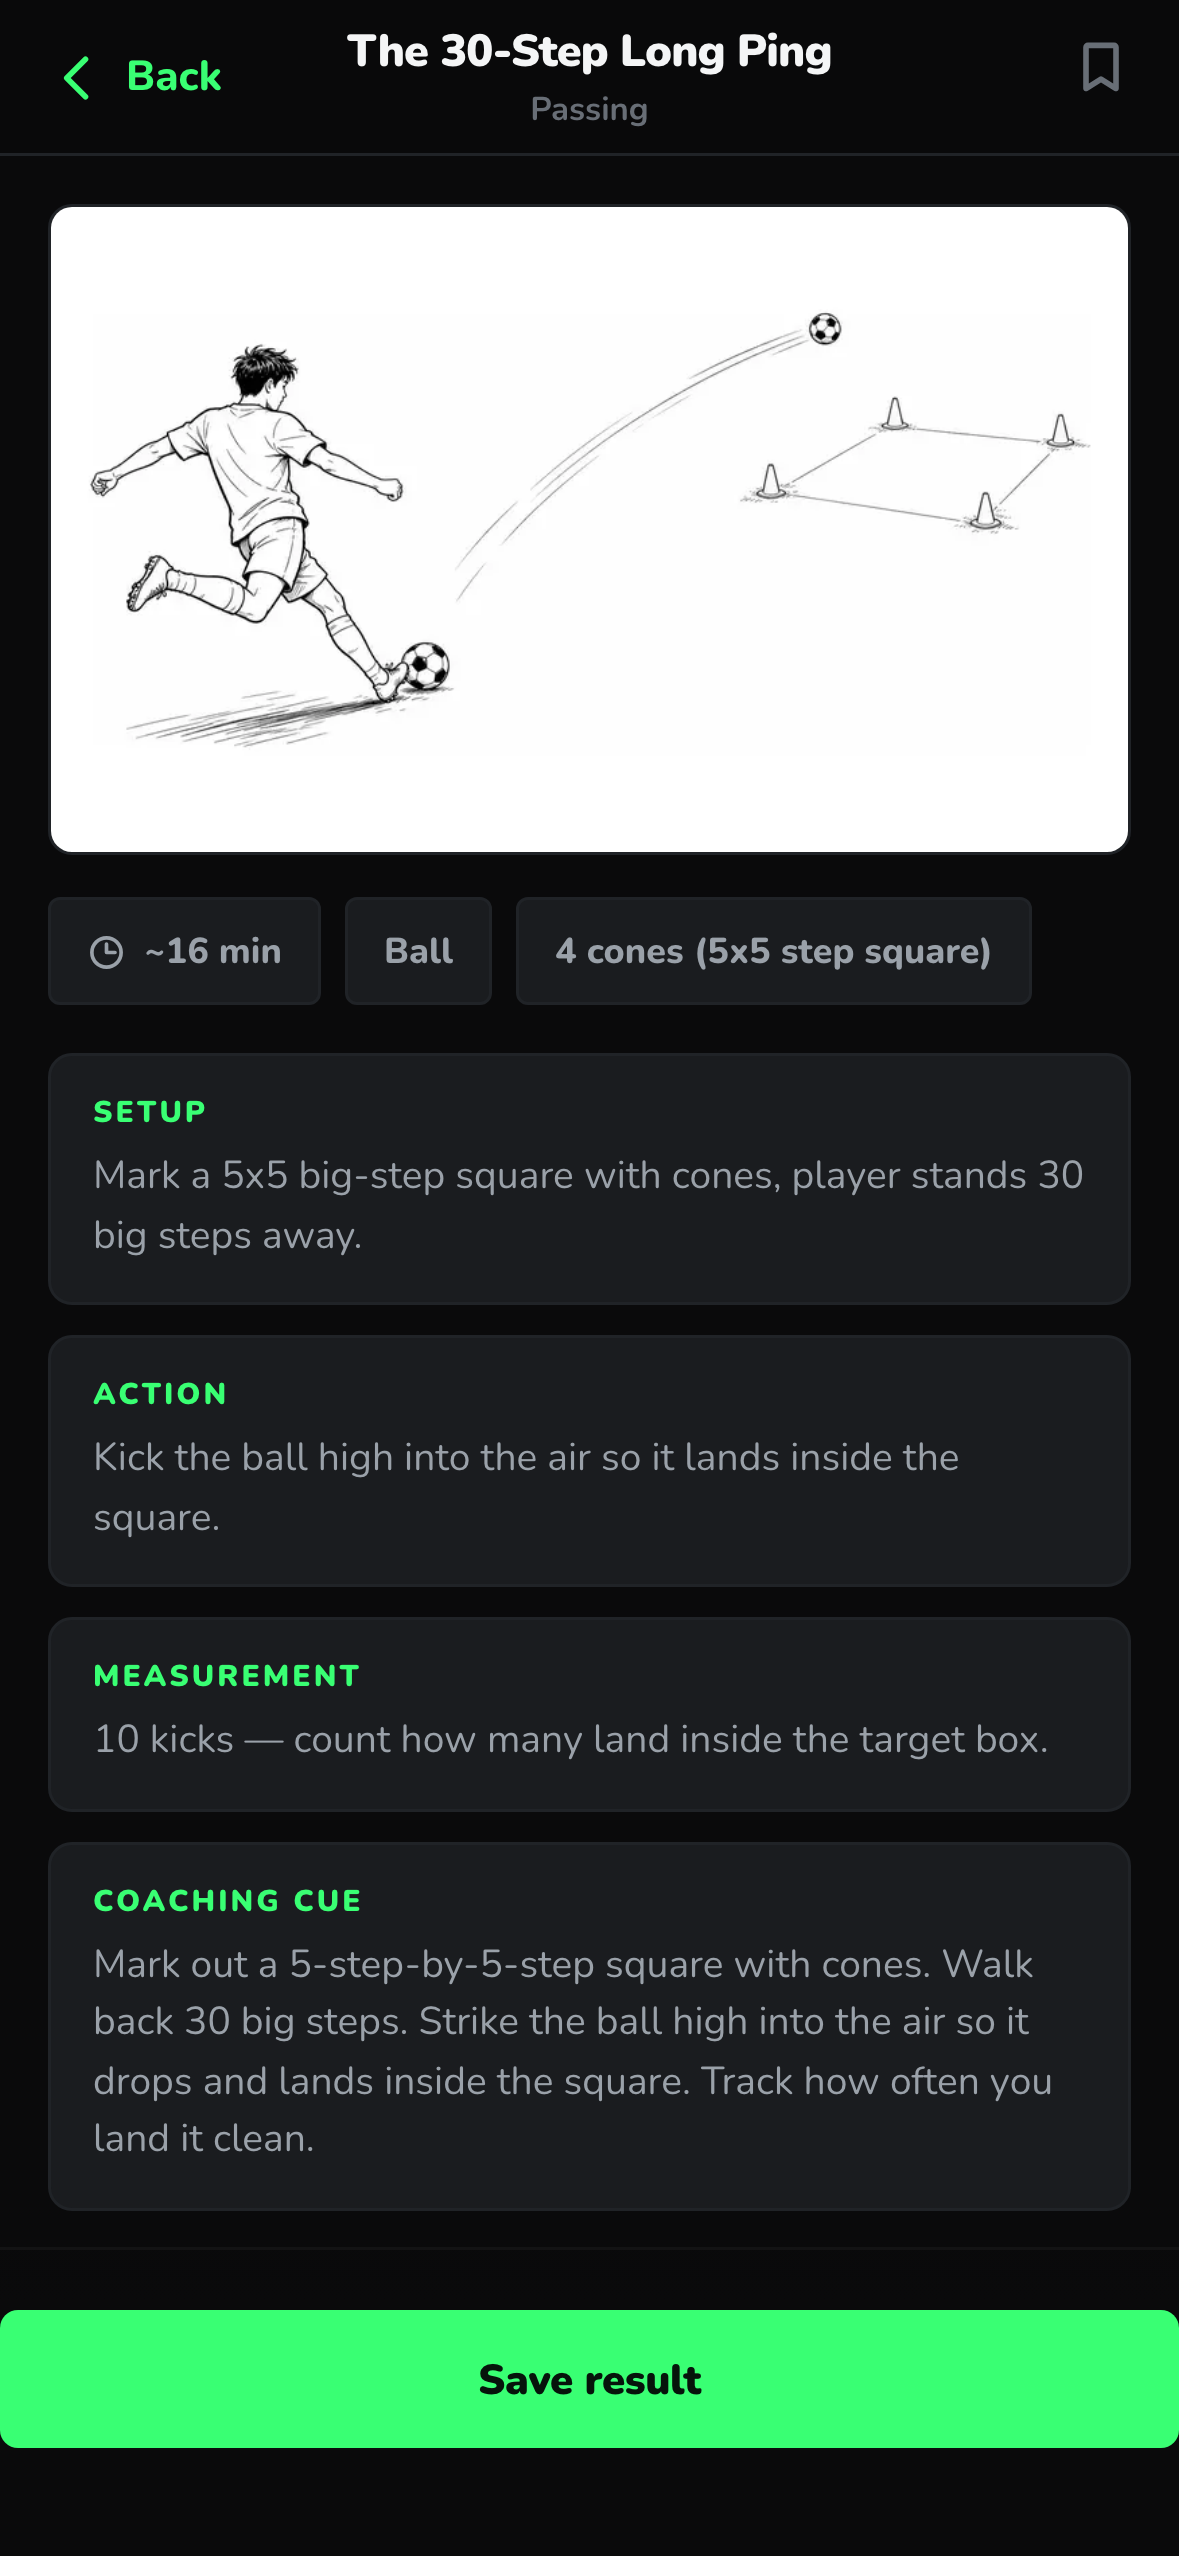 Back
The 30-Step Long Ping
Passing
~16 min
Ball
4 cones (5x5 step square)
SETUP
Mark a 5x5 big-step square with cones, player stands 30
big steps away.
ACTION
Kick the ball high into the air so it lands inside the
square.
MEASUREMENT
10 kicks — count how many land inside the target box.
COACHING CUE
Mark out a 5-step-by-5-step square with cones. Walk
back 30 big steps. Strike the ball high into the air so it
drops and lands inside the square. Track how often you
land it clean.
Save result